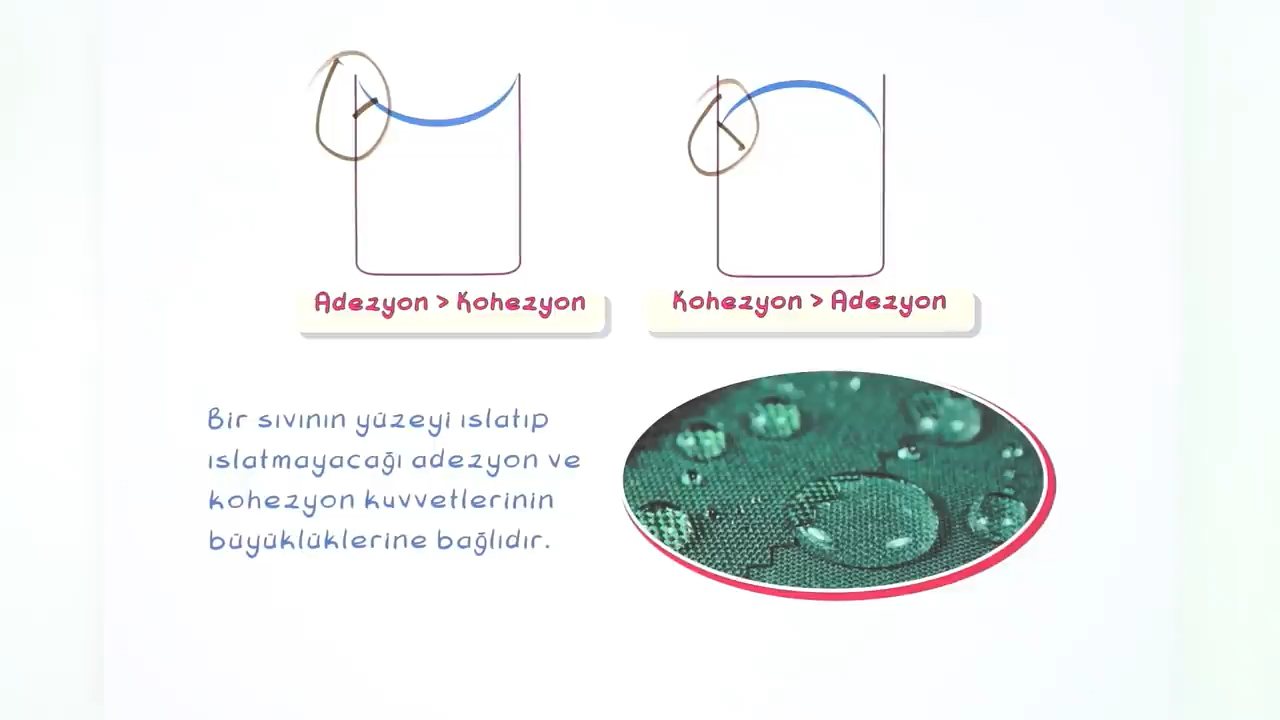 Adezyon > Kohezyon
Kohezyon > Adezyon
Bir sıvının yüzeyi ıslatıp
ıslatmayacağı adezyon ve
kohezyon kuvvetlerinin
büyüklüklerine bağlıdır.